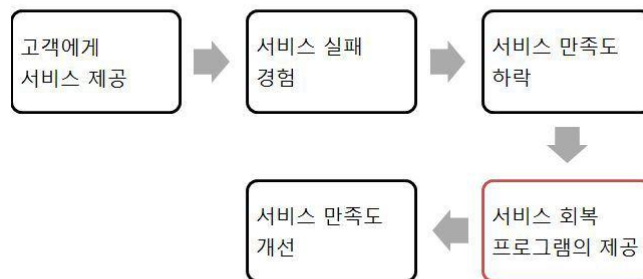 고객에게
서비스 제공
서비스 실패
경험
서비스 만족도
하락
서비스 회복
프로그램의 제공
서비스 만족도
개선